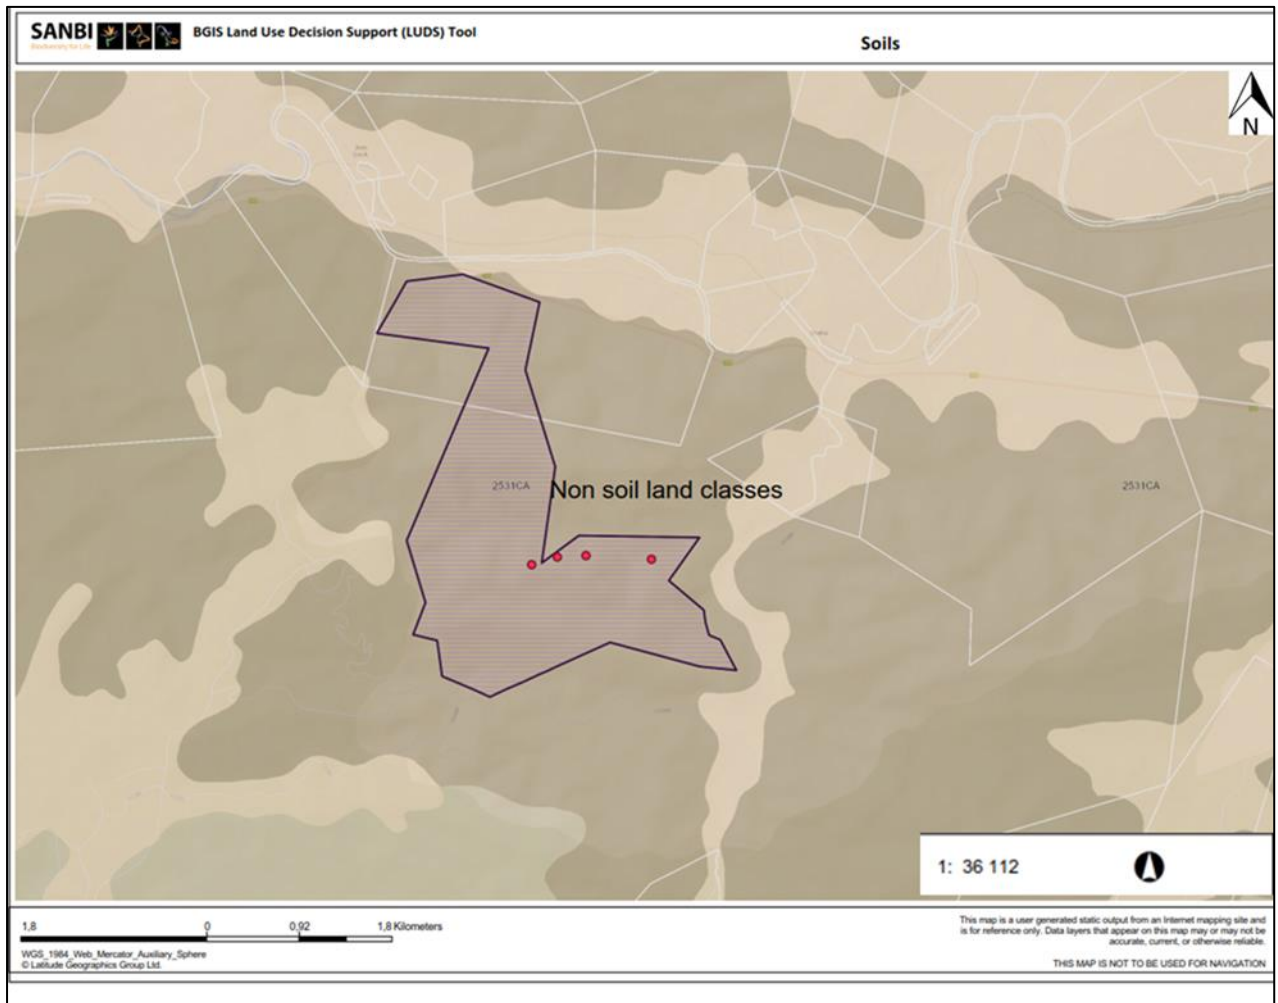 SANBI
Biodiversity for Life
BGIS Land Use Decision Support (LUDS) Tool
Soils
N
2531CA
Non soil land classes
2531CA
1: 36 112
1,8
0
0,92
1,8 Kilometers
WGS_1984_Web_Mercator_Auxiliary_Sphere
© Latitude Geographics Group Ltd.
This map is a user generated static output from an Internet mapping site and
is for reference only. Data layers that appear on this map may or may not be
accurate, current, or otherwise reliable.
THIS MAP IS NOT TO BE USED FOR NAVIGATION